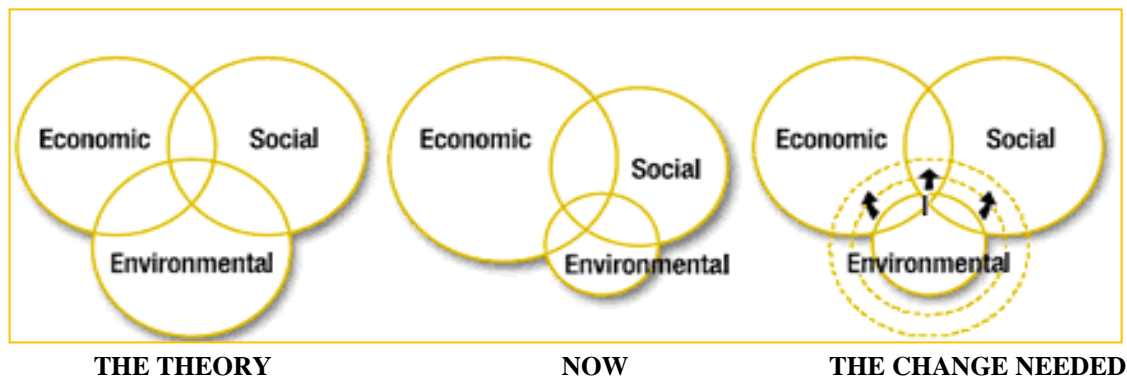 Economic Social
Environmental
Economic
Social
Environmental
Economic Social
Environmental
THE THEORY NOW THE CHANGE NEEDED